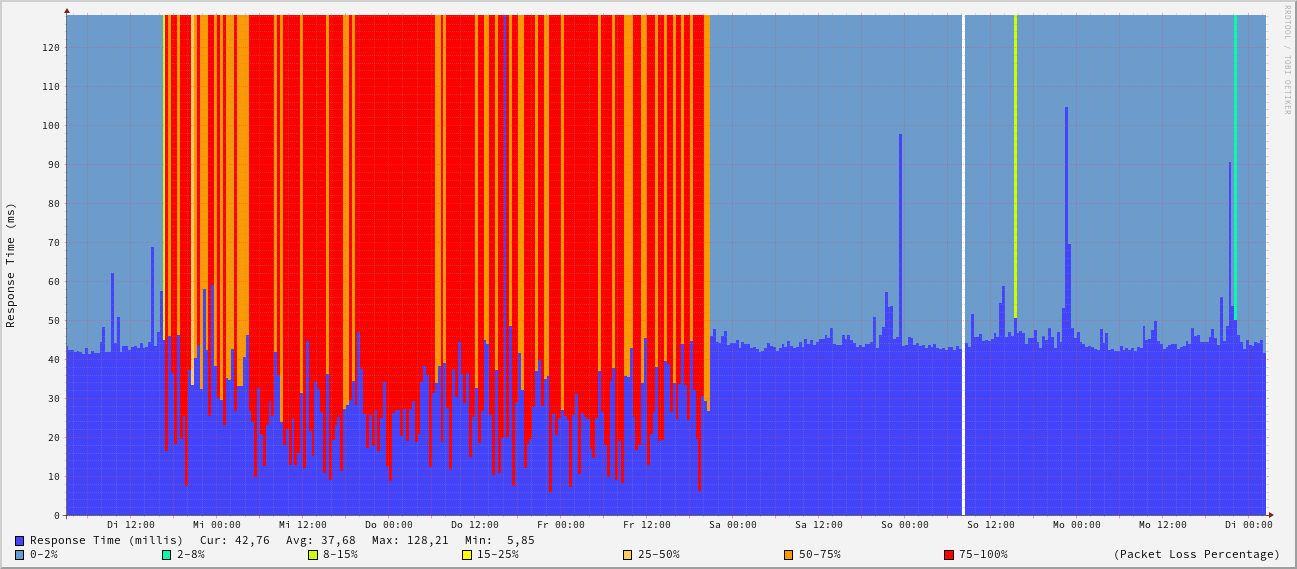 RRDTOOL / TOBI OETIKER
Response Time (ms)
120
110
100
90
80
70
60
50
40
30
20
10
0
Di 12:00 Mi 00:00 Mi 12:00 Do 00:00 Do 12:00 Fr 00:00 Fr 12:00 Sa 00:00 Sa 12:00 So 00:00 So 12:00 Mo 00:00 Mo 12:00 Di 00:00
Response Time (millis) Cur: 42,76 Avg: 37,68 Max: 128,21 Min: 5,85
0-2% 2-8% 8-15% 15-25% 25-50% 50-75% 75-100% (Packet Loss Percentage)